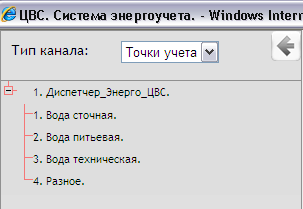 ЦВС. Система энергоучета. - Windows Intern
Тип канала: Точки учета
1. Диспетчер_Энерго_ЦВС.
1. Вода сточная.
2. Вода питьевая.
3. Вода техническая.
4. Разное.